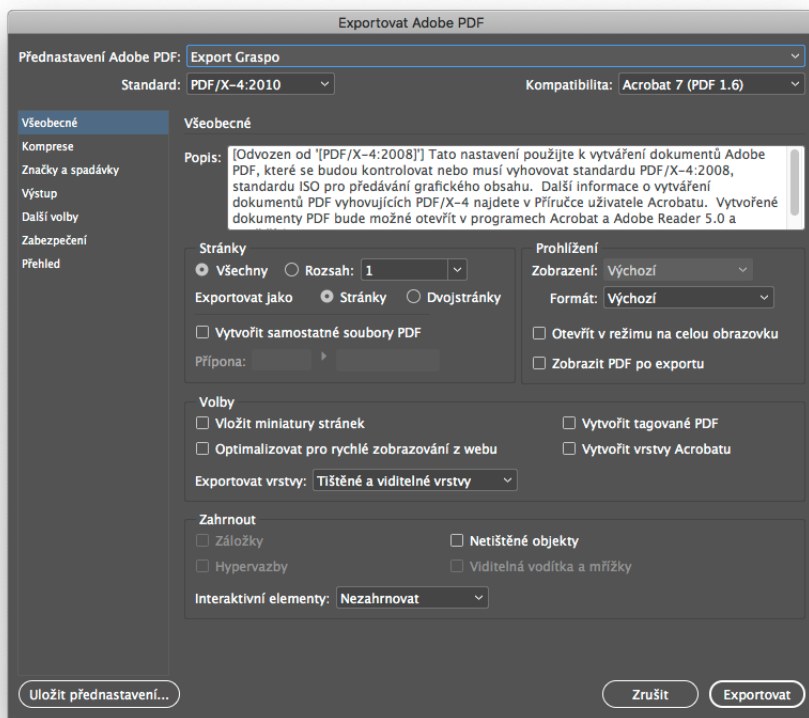 Exportovat Adobe PDF
Přednastavení Adobe PDF: Export Graspo
Standard: PDF/X-4:2010 Kompatibilita: Acrobat 7 (PDF 1.6)
Všeobecné
Komprese
Značky a spadávky
Výstup
Další volby
Zabezpečení
Přehled
Všeobecné
Popis: [Odvozen od '[PDF/X-4:2008]'] Tato nastavení použijte k vytváření dokumentů Adobe
PDF, které se budou kontrolovat nebo musí vyhovovat standardu PDF/X-4:2008,
standardu ISO pro předávání grafického obsahu. Další informace o vytváření
dokumentů PDF vyhovujících PDF/X-4 najdete v Příručce uživatele Acrobatu. Vytvořené
dokumenty PDF bude možné otevřít v programech Acrobat a Adobe Reader 5.0 a
Stránky
Všechny Rozsah: 1
Exportovat jako Stránky Dvojstránky
Vytvořit samostatné soubory PDF
Přípona:
Prohlížení
Zobrazení: Výchozí
Formát: Výchozí
Otevřít v režimu na celou obrazovku
Zobrazit PDF po exportu
Volby
Vložit miniatury stránek Vytvořit tagované PDF
Optimalizovat pro rychlé zobrazování z webu Vytvořit vrstvy Acrobatu
Exportovat vrstvy: Tištěné a viditelné vrstvy
Zahrnout
Záložky Netištěné objekty
Hypervazby Viditelná vodítka a mřížky
Interaktivní elementy: Nezahrnovat
Uložit přednastavení... Zrušit Exportovat